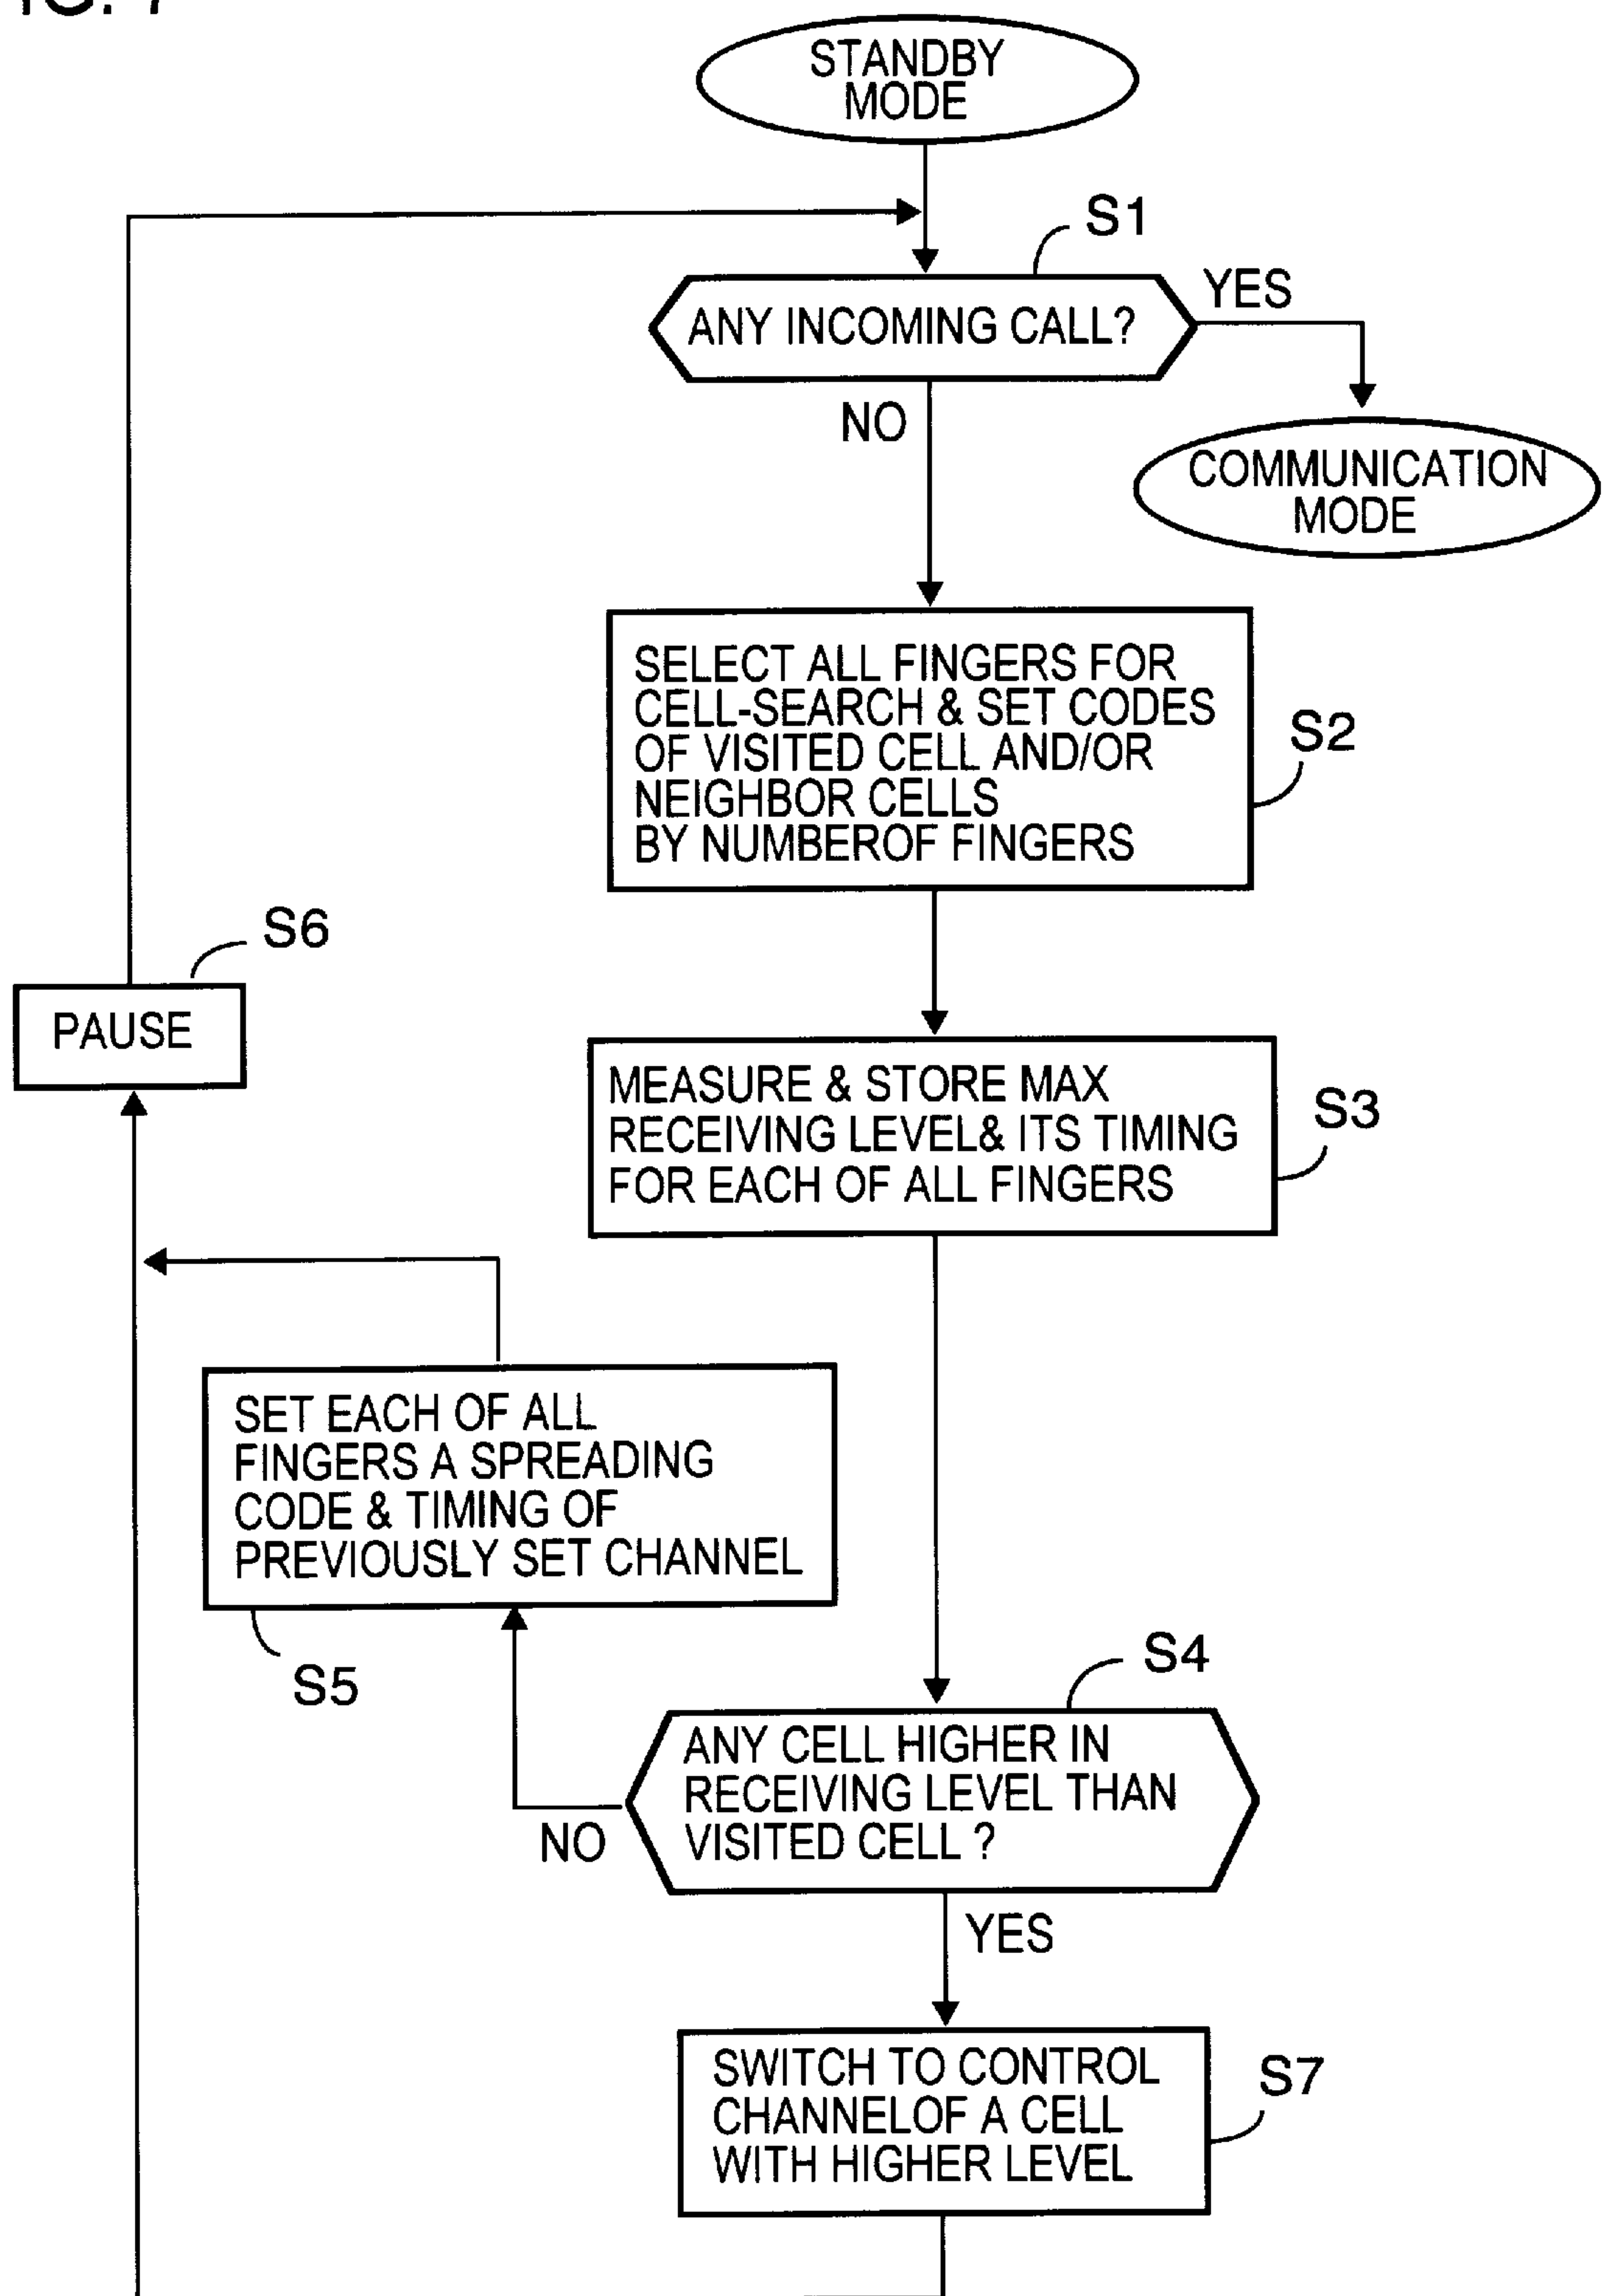 STANDBY
MODE
S1
ANY INCOMING CALL?
YES
NO
COMMUNICATION
MODE
SELECT ALL FINGERS FOR
CELL-SEARCH & SET CODES
OF VISITED CELL AND/OR
NEIGHBOR CELLS
BY NUMBEROF FINGERS
S2
S6
PAUSE
MEASURE & STORE MAX
RECEIVING LEVEL& ITS TIMING
FOR EACH OF ALL FINGERS
S3
SET EACH OF ALL
FINGERS A SPREADING
CODE & TIMING OF
PREVIOUSLY SET CHANNEL
S5
S4
ANY CELL HIGHER IN
RECEIVING LEVEL THAN
VISITED CELL ?
NO
YES
SWITCH TO CONTROL
CHANNELOF A CELL
WITH HIGHER LEVEL
S7